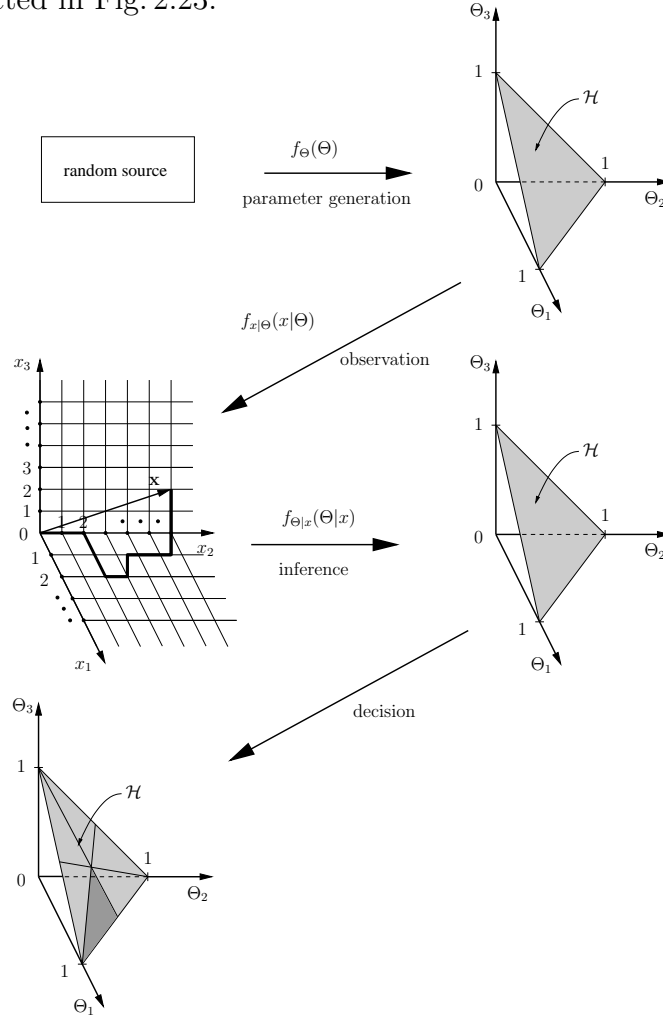 cted in Fig. 2.23.
Θ3
1
ℋ
random source
fΘ(Θ)
parameter generation
0
1
Θ2
1
Θ1
fx|Θ(x|Θ)
observation
x3
3
2
1
0
1
2
x
x2
1
2
x1
fΘ|x(Θ|x)
inference
Θ3
1
ℋ
0
1
Θ2
1
Θ1
decision
Θ3
1
ℋ
0
1
Θ2
1
Θ1